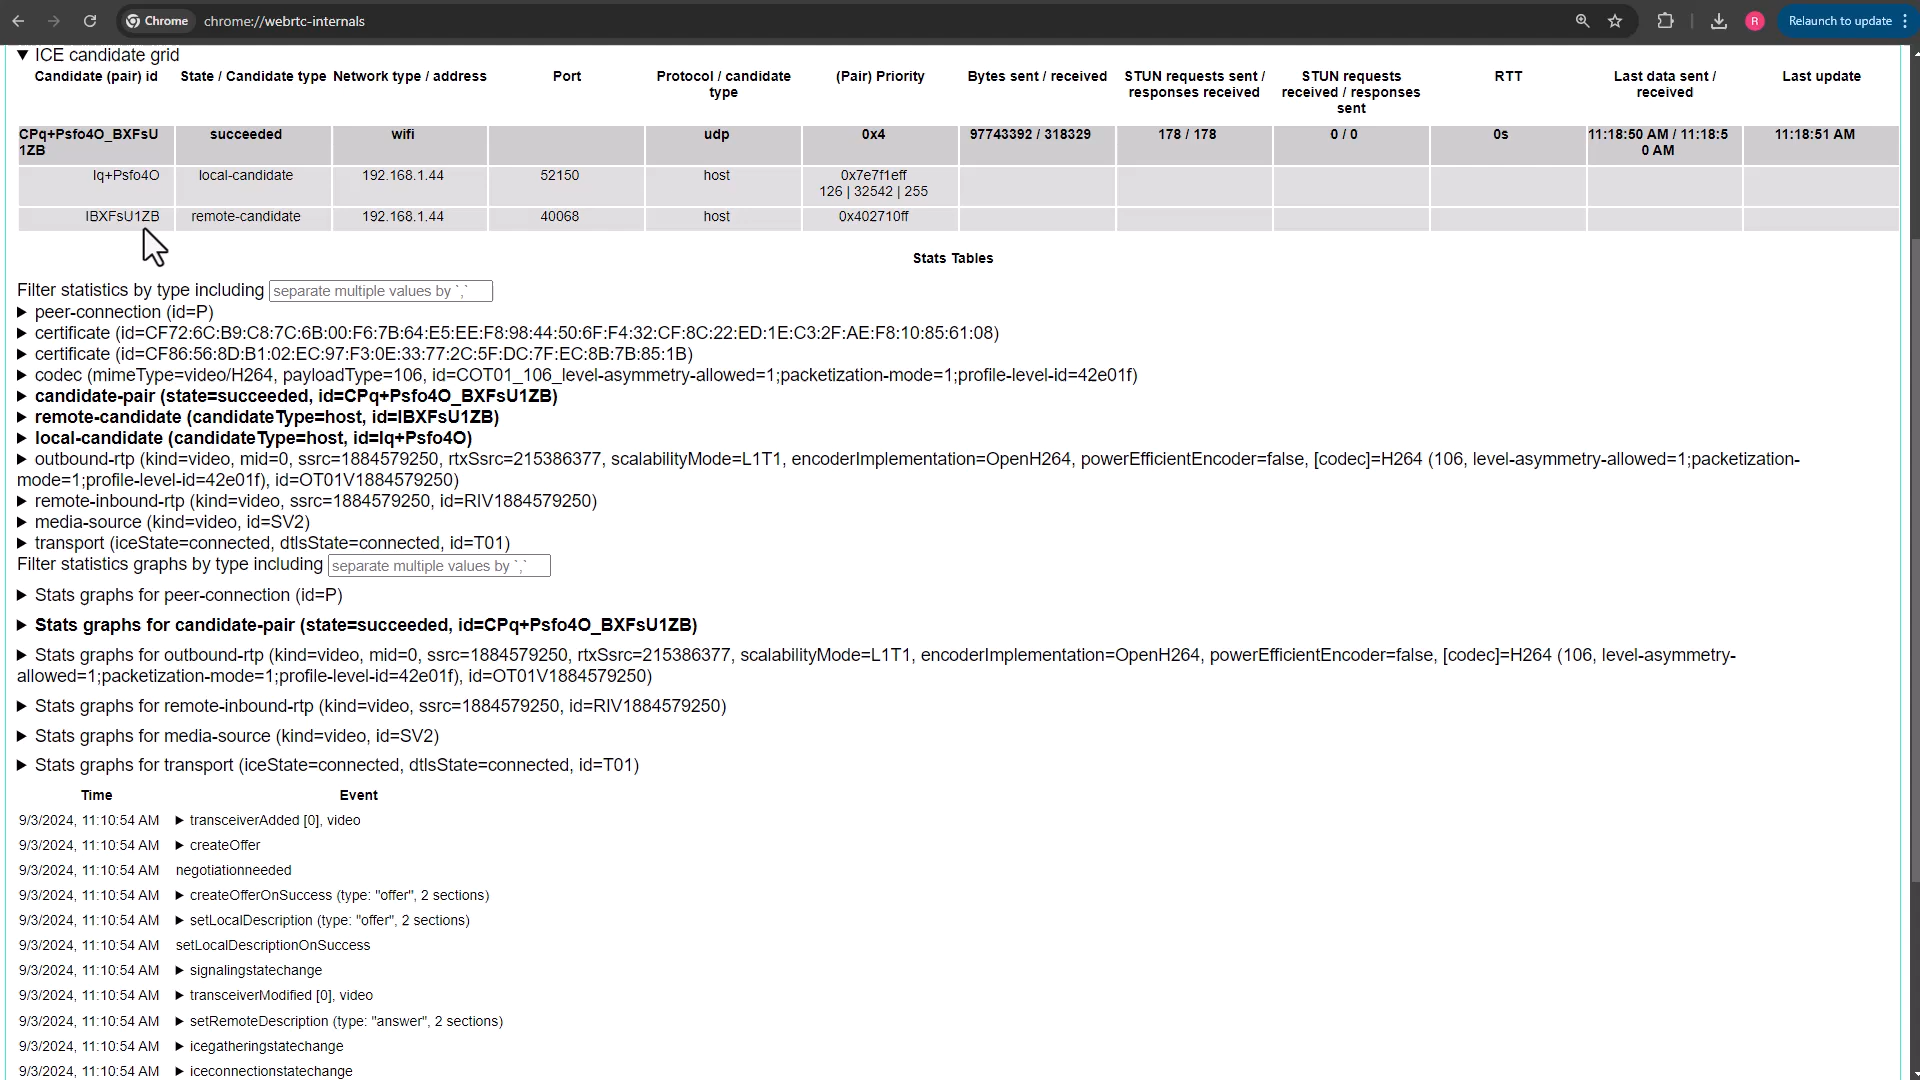 Chrome chrome://webrtc-internals R Relaunch to update
▼ ICE candidate grid
Candidate (pair) id State / Candidate type Network type / address Port Protocol / candidate type (Pair) Priority Bytes sent / received STUN requests sent / responses received STUN requests received / responses sent RTT Last data sent / received Last update
CPq+Psfo4O_BXFsU1ZB succeeded wifi udp 0x4 97743392 / 318329 178 / 178 0 / 0 0s 11:18:50 AM / 11:18:50 AM 11:18:51 AM
Iq+Psfo4O local-candidate 192.168.1.44 52150 host 0x7e7f1eff
126 | 32542 | 255
IBXFsU1ZB remote-candidate 192.168.1.44 40068 host 0x402710ff
Stats Tables
Filter statistics by type including separate multiple values by `,`
▶ peer-connection (id=P)
▶ certificate (id=CF72:6C:B9:C8:7C:6B:00:F6:7B:64:E5:EE:F8:98:44:50:6F:F4:32:CF:8C:22:ED:1E:C3:2F:AE:F8:10:85:61:08)
▶ certificate (id=CF86:56:8D:B1:02:EC:97:F3:0E:33:77:2C:5F:DC:7F:EC:8B:7B:85:1B)
▶ codec (mimeType=video/H264, payloadType=106, id=COT01_106_level-asymmetry-allowed=1;packetization-mode=1;profile-level-id=42e01f)
▶ candidate-pair (state=succeeded, id=CPq+Psfo4O_BXFsU1ZB)
▶ remote-candidate (candidateType=host, id=IBXFsU1ZB)
▶ local-candidate (candidateType=host, id=Iq+Psfo4O)
▶ outbound-rtp (kind=video, mid=0, ssrc=1884579250, rtxSsrc=215386377, scalabilityMode=L1T1, encoderImplementation=OpenH264, powerEfficientEncoder=false, [codec]=H264 (106, level-asymmetry-allowed=1;packetization-
mode=1;profile-level-id=42e01f), id=OT01V1884579250)
▶ remote-inbound-rtp (kind=video, ssrc=1884579250, id=RIV1884579250)
▶ media-source (kind=video, id=SV2)
▶ transport (iceState=connected, dtlsState=connected, id=T01)
Filter statistics graphs by type including separate multiple values by `,`
▶ Stats graphs for peer-connection (id=P)
▶ Stats graphs for candidate-pair (state=succeeded, id=CPq+Psfo4O_BXFsU1ZB)
▶ Stats graphs for outbound-rtp (kind=video, mid=0, ssrc=1884579250, rtxSsrc=215386377, scalabilityMode=L1T1, encoderImplementation=OpenH264, powerEfficientEncoder=false, [codec]=H264 (106, level-asymmetry-
allowed=1;packetization-mode=1;profile-level-id=42e01f), id=OT01V1884579250)
▶ Stats graphs for remote-inbound-rtp (kind=video, ssrc=1884579250, id=RIV1884579250)
▶ Stats graphs for media-source (kind=video, id=SV2)
▶ Stats graphs for transport (iceState=connected, dtlsState=connected, id=T01)
Time Event
9/3/2024, 11:10:54 AM ▶ transceiverAdded [0], video
9/3/2024, 11:10:54 AM ▶ createOffer
9/3/2024, 11:10:54 AM negotiationneeded
9/3/2024, 11:10:54 AM ▶ createOfferOnSuccess (type: "offer", 2 sections)
9/3/2024, 11:10:54 AM ▶ setLocalDescription (type: "offer", 2 sections)
9/3/2024, 11:10:54 AM setLocalDescriptionOnSuccess
9/3/2024, 11:10:54 AM ▶ signalingstatechange
9/3/2024, 11:10:54 AM ▶ transceiverModified [0], video
9/3/2024, 11:10:54 AM ▶ setRemoteDescription (type: "answer", 2 sections)
9/3/2024, 11:10:54 AM ▶ icegatheringstatechange
9/3/2024, 11:10:54 AM ▶ iceconnectionstatechange